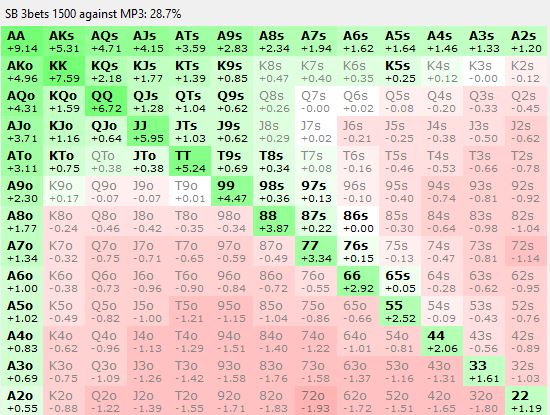 SB 3bets 1500 against MP3: 28.7%
AA AKs AQs AJs ATs A9s A8s A7s A6s A5s A4s A3s A2s
+9.14 +5.31 +4.71 +4.15 +3.59 +2.83 +2.34 +1.94 +1.62 +1.64 +1.46 +1.33 +1.20
AKo KK KQs KJs KTs K9s K8s K7s K6s K5s K4s K3s K2s
+4.96 +7.59 +2.18 +1.77 +1.39 +0.85 +0.47 +0.40 +0.35 +0.25 +0.12 -0.00 -0.12
AQo KQo QQ QJs QTs Q9s Q8s Q7s Q6s Q5s Q4s Q3s Q2s
+4.31 +1.59 +6.72 +1.28 +1.04 +0.62 +0.26 -0.00 +0.02 -0.08 -0.20 -0.33 -0.45
AJo KJo QJo JJ JTs J9s J8s J7s J6s J5s J4s J3s J2s
+3.71 +1.16 +0.64 +5.95 +1.03 +0.62 +0.29 +0.02 -0.21 -0.25 -0.38 -0.50 -0.62
ATo KTo QTo JTo TT T9s T8s T7s T6s T5s T4s T3s T2s
+3.11 +0.75 +0.38 +0.38 +5.24 +0.69 +0.34 +0.08 -0.16 -0.46 -0.53 -0.66 -0.78
A9o K9o Q9o J9o T9o 99 98s 97s 96s 95s 94s 93s 92s
+2.30 +0.17 -0.07 -0.07 +0.01 +4.47 +0.36 +0.13 -0.10 -0.40 -0.74 -0.81 -0.92
A8o K8o Q8o J8o T8o 98o 88 87s 86s 85s 84s 83s 82s
+1.77 -0.24 -0.46 -0.42 -0.35 -0.34 +3.87 +0.22 +0.00 -0.30 -0.64 -0.98 -1.04
A7o K7o Q7o J7o T7o 97o 87o 77 76s 75s 74s 73s 72s
+1.34 -0.32 -0.75 -0.71 -0.65 -0.59 -0.49 +3.34 +0.15 -0.13 -0.47 -0.81 -1.14
A6o K6o Q6o J6o T6o 96o 86o 76o 66 65s 64s 63s 62s
+1.00 -0.38 -0.73 -0.96 -0.90 -0.84 -0.72 -0.55 +2.92 +0.05 -0.28 -0.62 -0.95
A5o K5o Q5o J5o T5o 95o 85o 75o 65o 55 54s 53s 52s
+1.02 -0.49 -0.82 -1.00 -1.21 -1.15 -1.04 -0.86 -0.66 +2.52 -0.09 -0.43 -0.76
A4o K4o Q4o J4o T4o 94o 84o 74o 64o 54o 44 43s 42s
+0.83 -0.62 -0.96 -1.13 -1.29 -1.51 -1.40 -1.22 -1.01 -0.81 +2.06 -0.56 -0.89
A3o K3o Q3o J3o T3o 93o 83o 73o 63o 53o 43o 33 32s
+0.69 -0.75 -1.09 -1.26 -1.42 -1.58 -1.76 -1.58 -1.37 -1.16 -1.31 +1.61 -1.03
A2o K2o Q2o J2o T2o 92o 82o 72o 62o 52o 42o 32o 22
+0.54 -0.88 -1.22 -1.39 -1.55 -1.71 -1.83 -1.93 -1.72 -1.51 -1.65 -1.80 +1.19